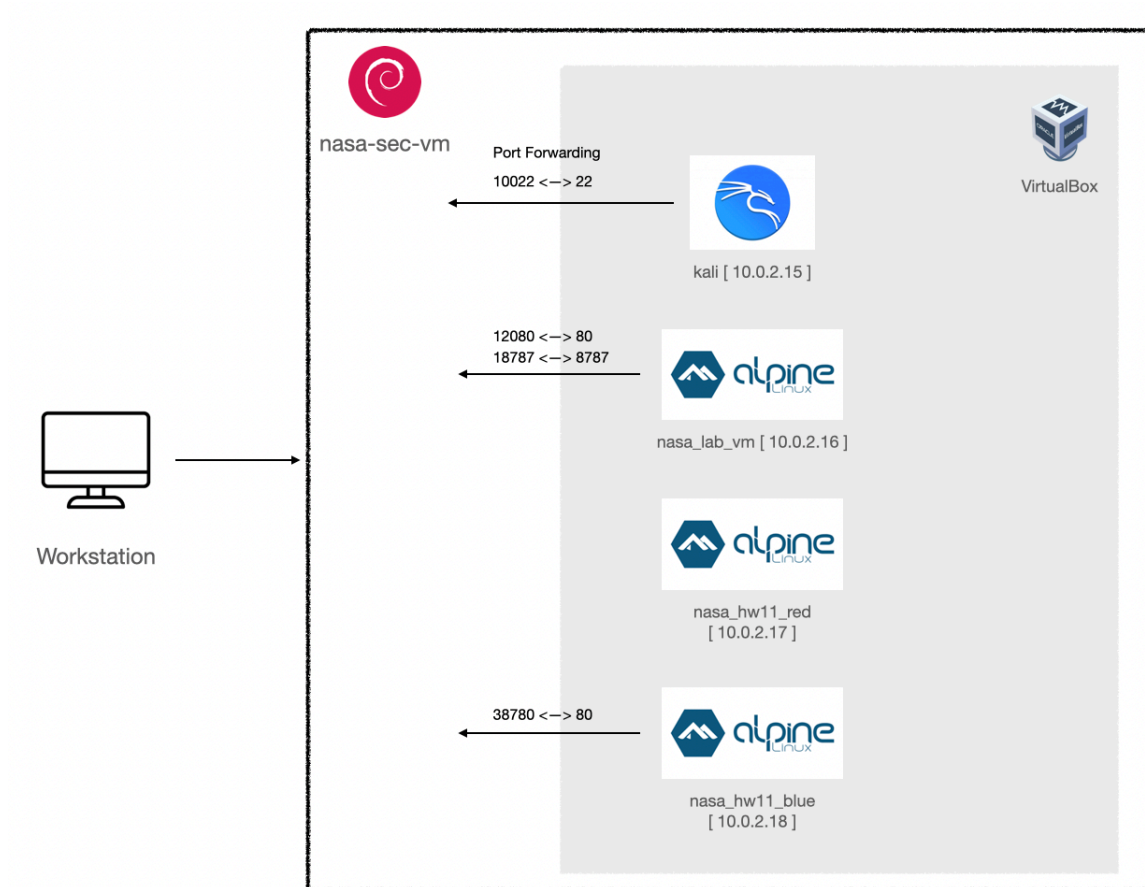 nasa-sec-vm
Port Forwarding
10022 <—> 22
VirtualBox
kali [ 10.0.2.15 ]
12080 <—> 80
18787 <—> 8787
alpine
Linux
nasa_lab_vm [ 10.0.2.16 ]
Workstation
alpine
Linux
nasa_hw11_red
[ 10.0.2.17 ]
38780 <—> 80
alpine
Linux
nasa_hw11_blue
[ 10.0.2.18 ]